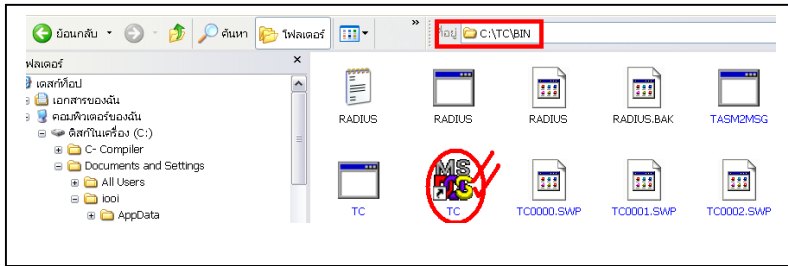 ย้อนกลับ ค้นหา โฟลเดอร์ » ที่อยู่ C:\TC\BIN
ฟลเดอร์ ×
เดสก์ท็อป
เอกสารของฉัน
คอมพิวเตอร์ของฉัน
ดิสก์ในเครื่อง (C:)
C- Compiler
Documents and Settings
All Users
iooi
AppData
RADIUS RADIUS RADIUS RADIUS.BAK TASM2MSG
MS
DOS
TC TC TC0000.SWP TC0001.SWP TC0002.SWP